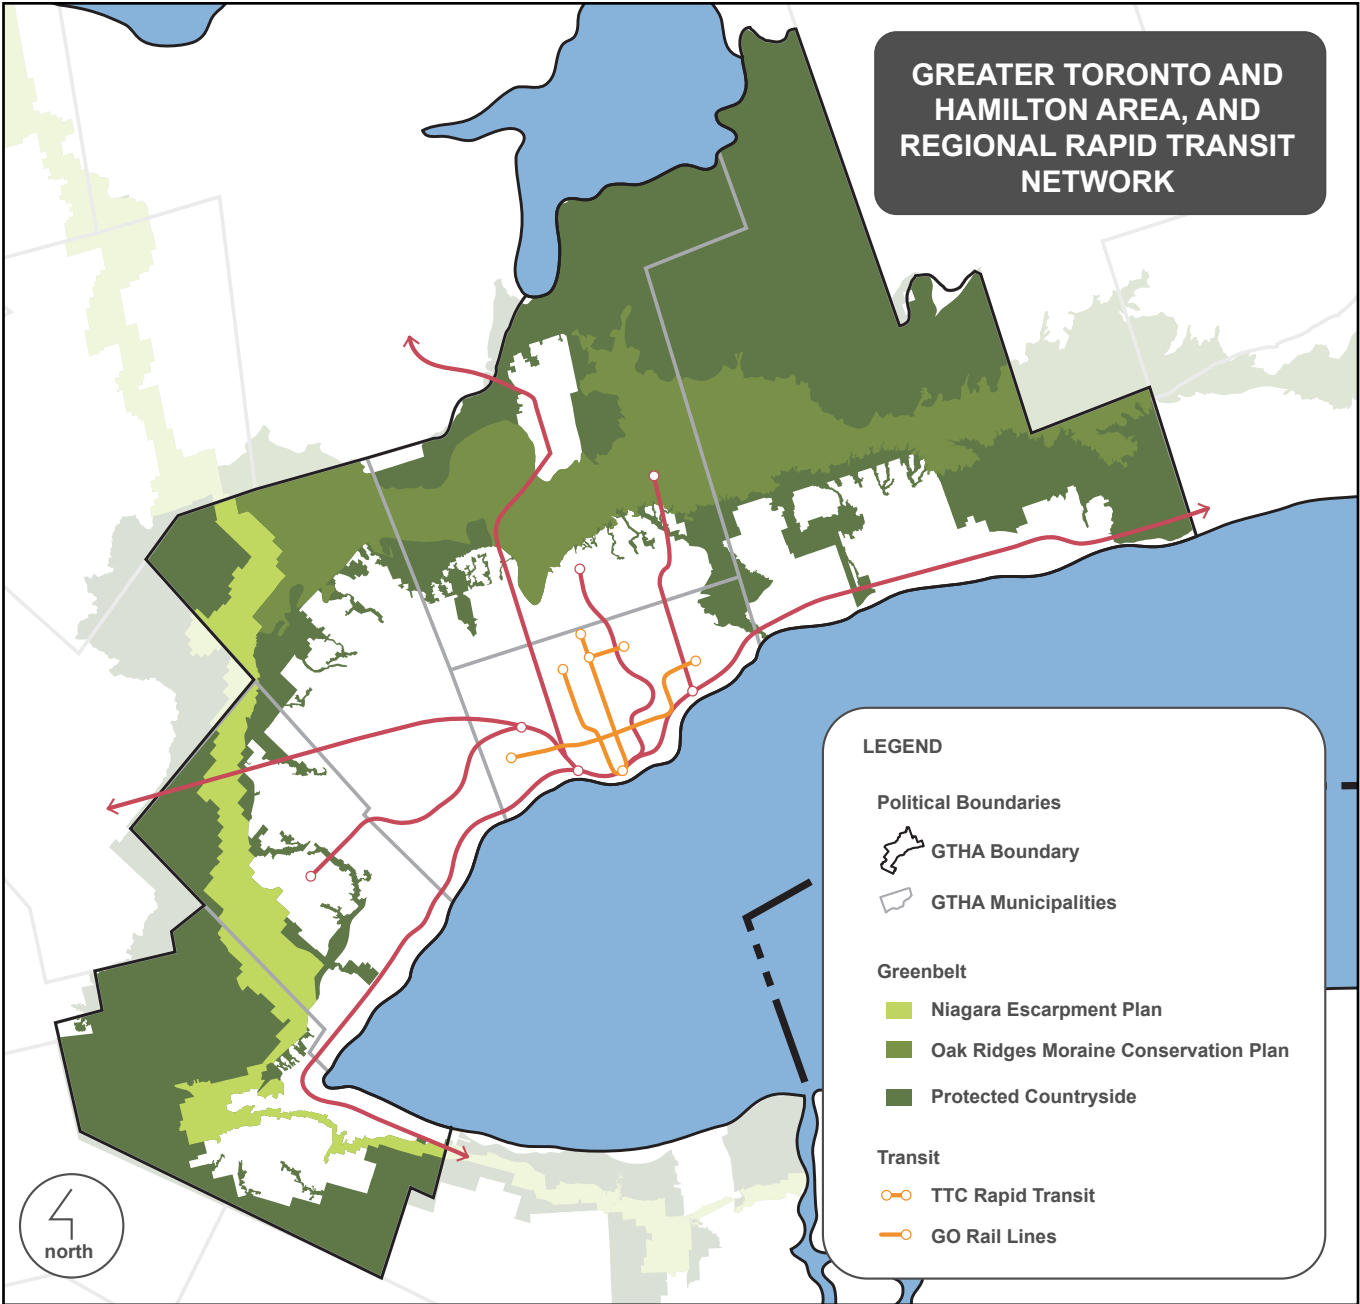 GREATER TORONTO AND
HAMILTON AREA, AND
REGIONAL RAPID TRANSIT
NETWORK
LEGEND
Political Boundaries
GTHA Boundary
GTHA Municipalities
Greenbelt
Niagara Escarpment Plan
Oak Ridges Moraine Conservation Plan
Protected Countryside
Transit
TTC Rapid Transit
GO Rail Lines
north